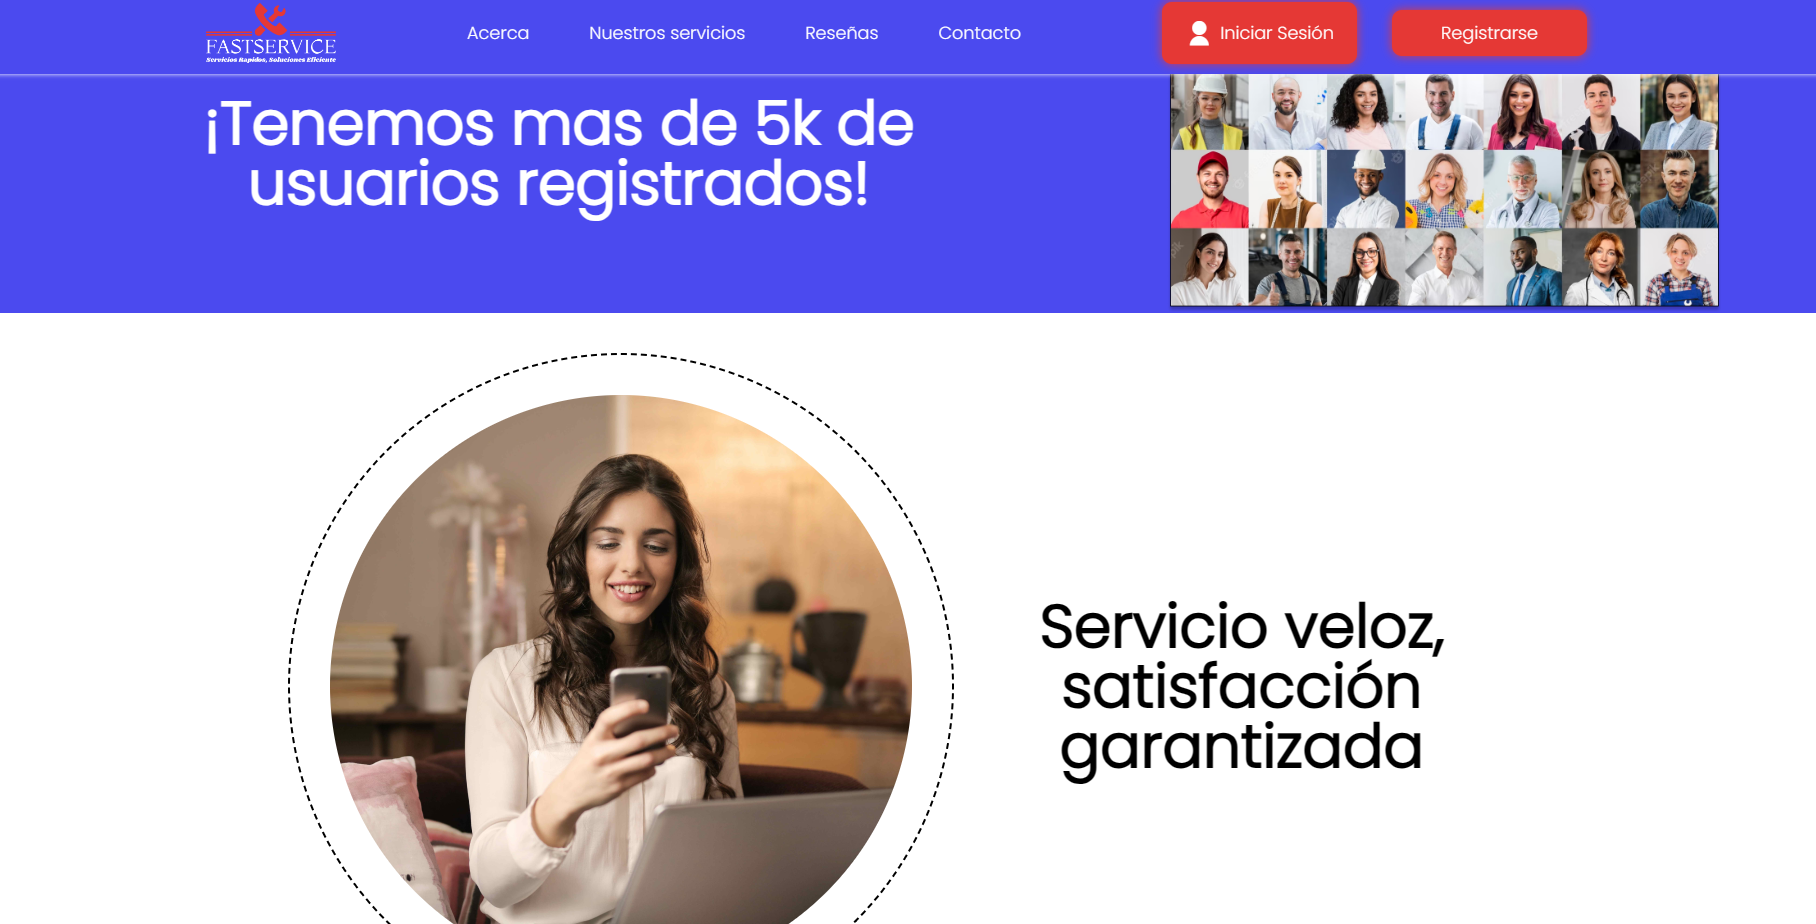 FASTSERVICE
Servicios Rapidos, Soluciones Eficiente
Acerca
Nuestros servicios
Reseñas
Contacto
Iniciar Sesión
Registrarse
¡Tenemos mas de 5k de
usuarios registrados!
Servicio veloz,
satisfacción
garantizada